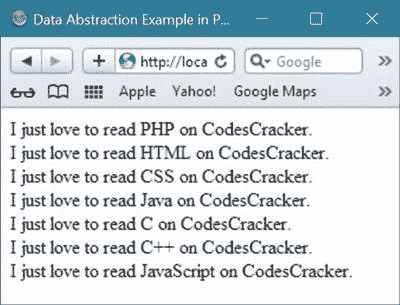 Data Abstraction Example in P...
http://loca
Google
Apple Yahoo! Google Maps
I just love to read PHP on CodesCracker.
I just love to read HTML on CodesCracker.
I just love to read CSS on CodesCracker.
I just love to read Java on CodesCracker.
I just love to read C on CodesCracker.
I just love to read C++ on CodesCracker.
I just love to read JavaScript on CodesCracker.